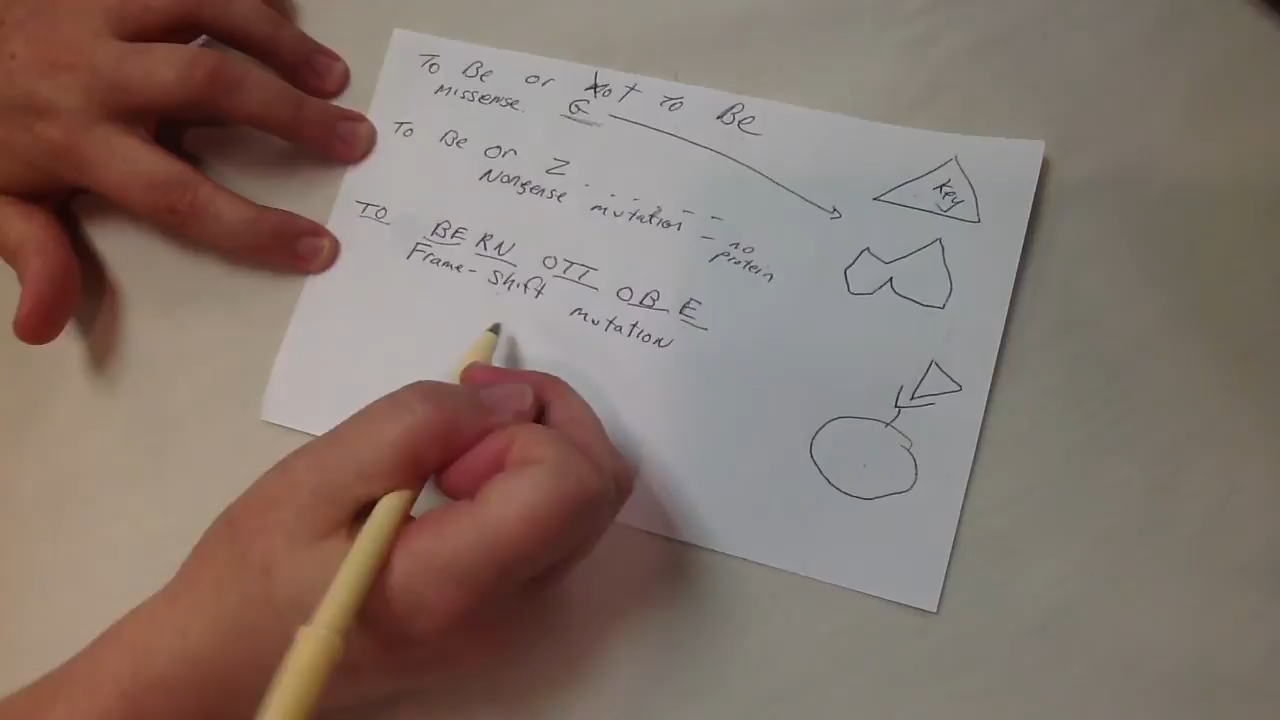 To Be or Not To Be
missense. G
To Be or Z
Nonsense mutation - no protein
TO BE RN OTT OB E
Frame-shift mutation
Key